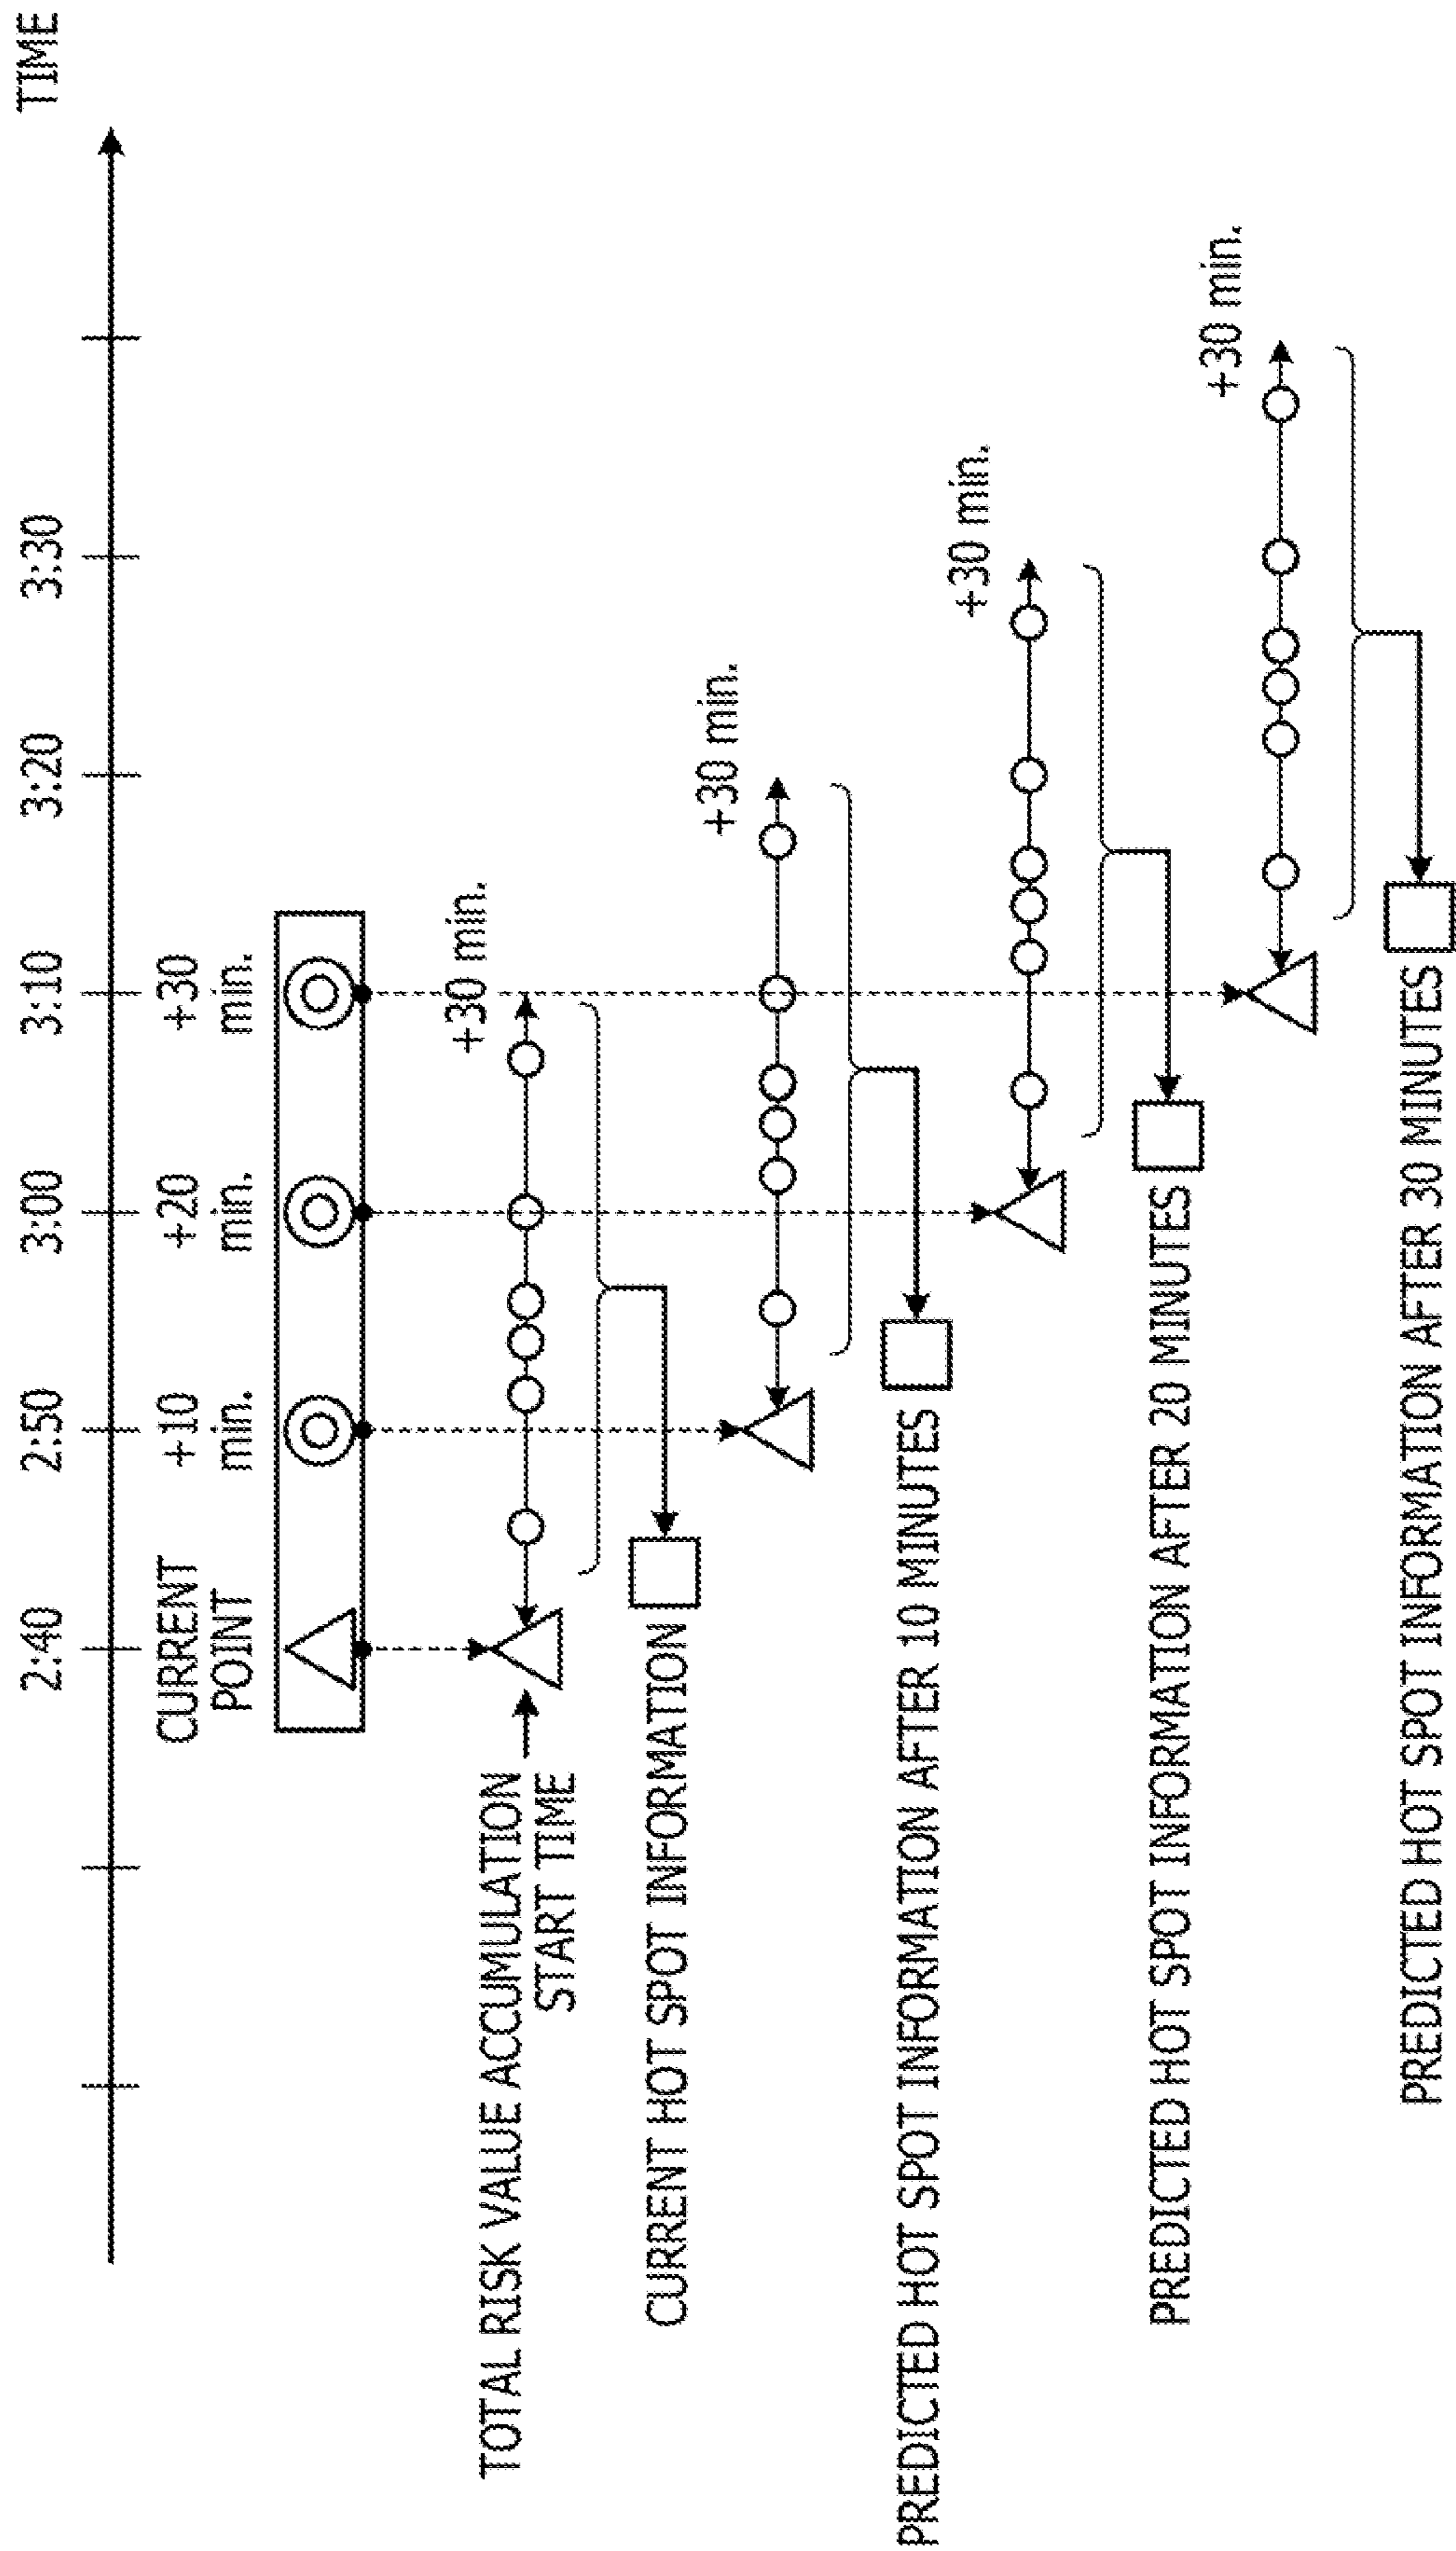 TIME
2:40 2:50 3:00 3:10 3:20 3:30
CURRENT
POINT
+10
min.
+20
min.
+30
min.
TOTAL RISK VALUE ACCUMULATION
START TIME
+30 min.
CURRENT HOT SPOT INFORMATION
+30 min.
PREDICTED HOT SPOT INFORMATION AFTER 10 MINUTES
+30 min.
PREDICTED HOT SPOT INFORMATION AFTER 20 MINUTES
+30 min.
PREDICTED HOT SPOT INFORMATION AFTER 30 MINUTES